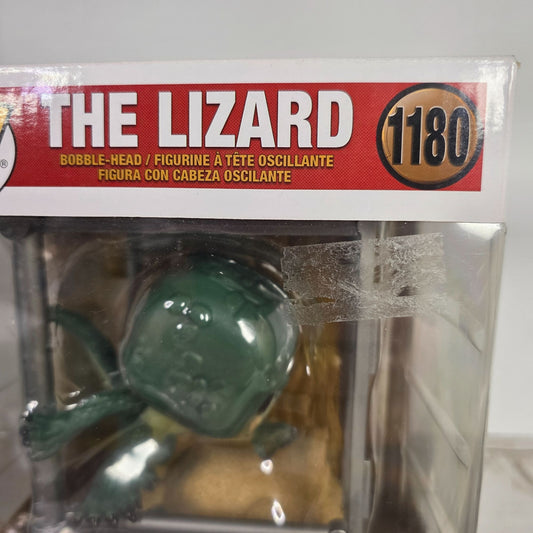 THE LIZARD
1180
BOBBLE-HEAD / FIGURINE À TÊTE OSCILLANTE
FIGURA CON CABEZA OSCILANTE
®